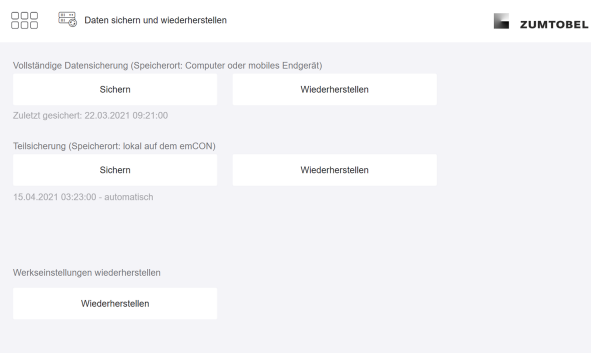 Daten sichern und wiederherstellen
ZUMTOBEL
Vollständige Datensicherung (Speicherort: Computer oder mobiles Endgerät)
Sichern
Wiederherstellen
Zuletzt gesichert: 22.03.2021 09:21:00
Teilsicherung (Speicherort: lokal auf dem emCON)
Sichern
Wiederherstellen
15.04.2021 03:23:00 - automatisch
Werkseinstellungen wiederherstellen
Wiederherstellen